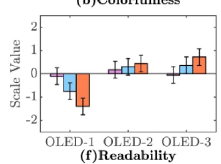 (b)Colorfulness
2
1
0
-1
-2
Scale Value
OLED-1 OLED-2 OLED-3
(f)Readability